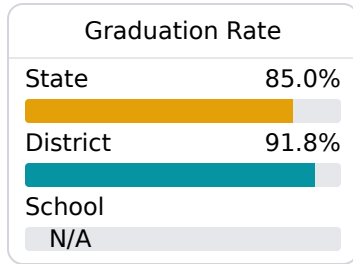 Graduation Rate
State 85.0%
District 91.8%
School
N/A